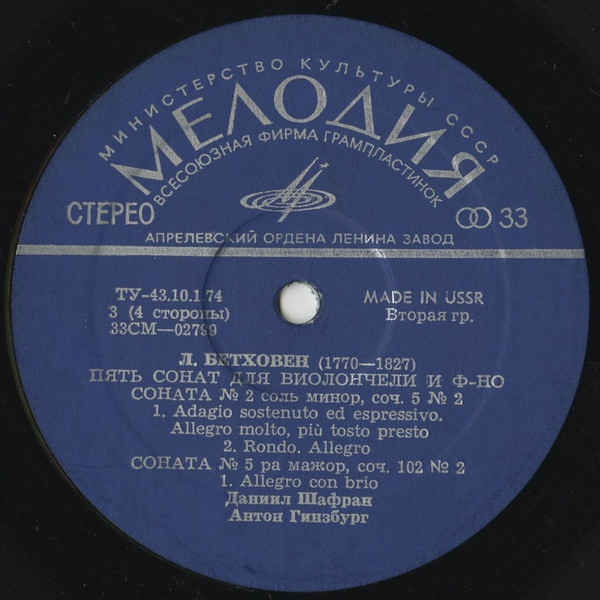 МИНИСТЕРСТВО КУЛЬТУРЫ СССР
МЕЛОДИЯ
ВСЕСОЮЗНАЯ ФИРМА ГРАМПЛАСТИНОК
СТЕРЕО
33
АПРЕЛЕВСКИЙ ОРДЕНА ЛЕНИНА ЗАВОД
ТУ-43.10.1.74
MADE IN USSR
3 (4 стороны)
Вторая гр.
33СМ—02799
Л. БЕТХОВЕН (1770—1827)
ПЯТЬ СОНАТ ДЛЯ ВИОЛОНЧЕЛИ И Ф-НО
СОНАТА № 2 соль минор, соч. 5 № 2
1. Adagio sostenuto ed espressivo.
Allegro molto, più tosto presto
2. Rondo. Allegro
СОНАТА № 5 ра мажор, соч. 102 № 2
1. Allegro con brio
Даниил Шафран
Антон Гинзбург